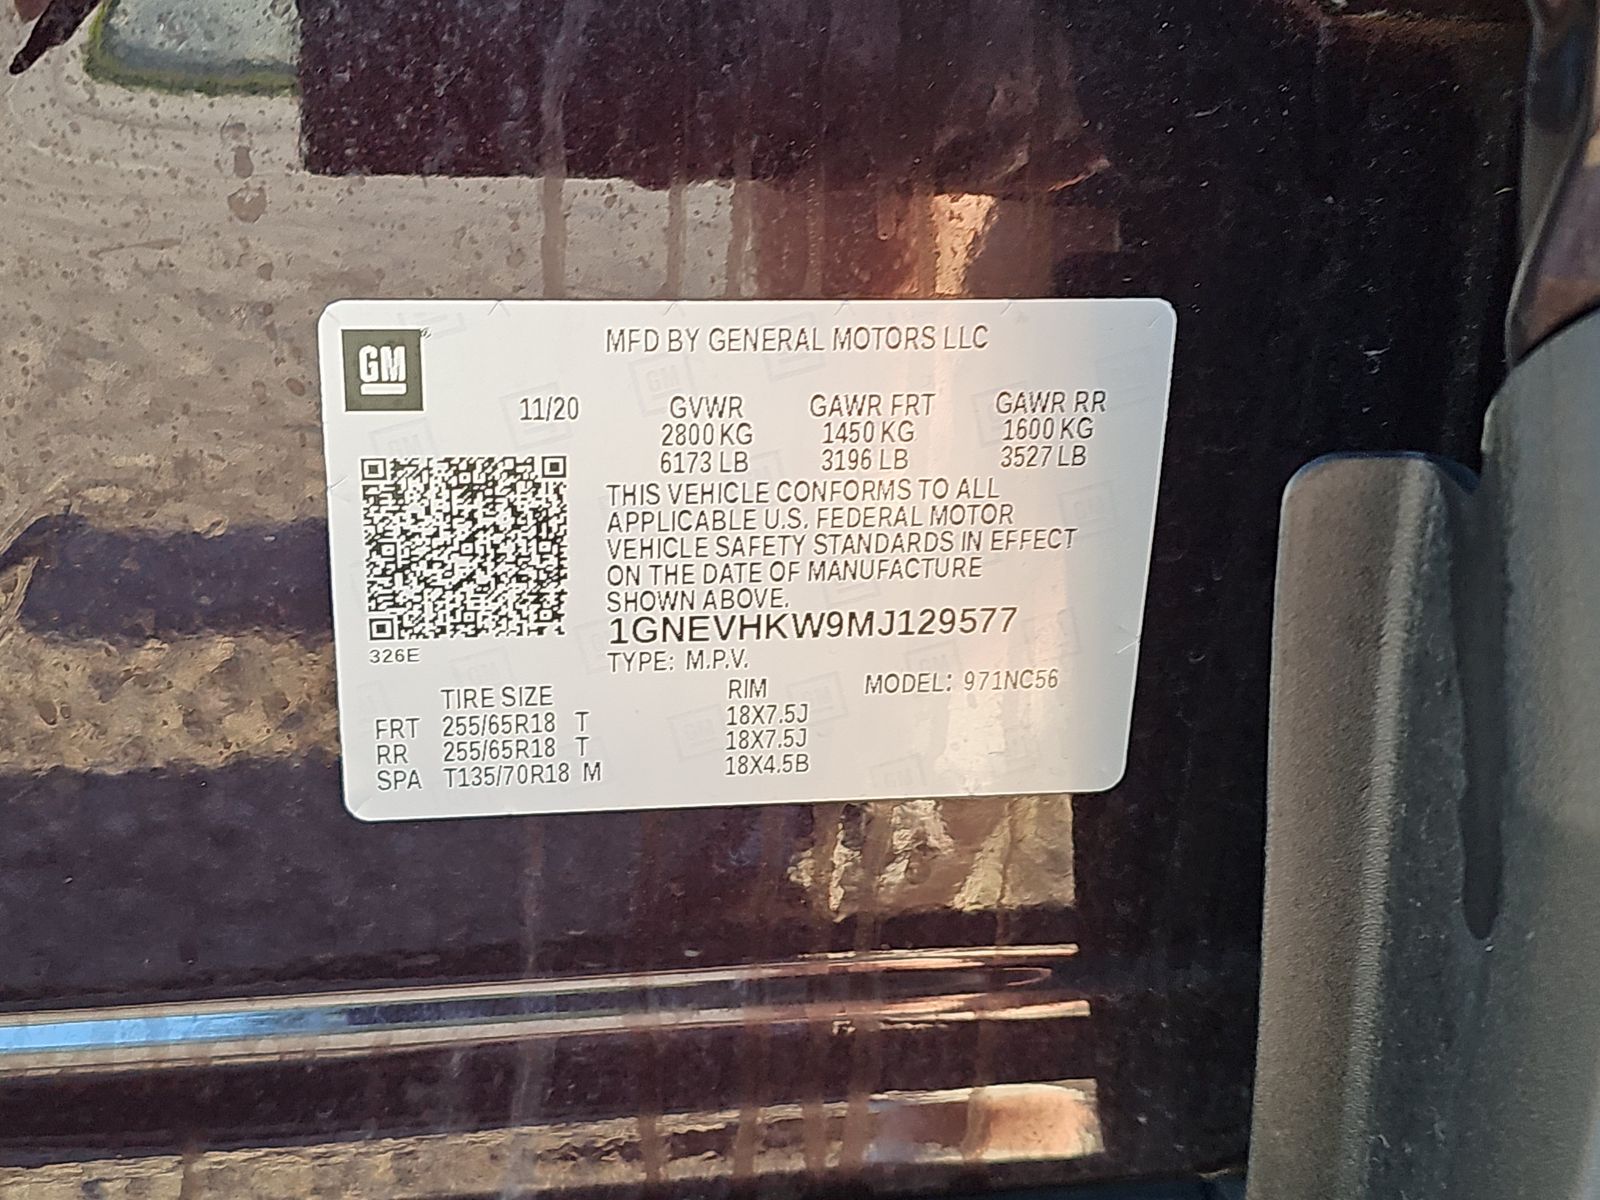 GM
MFD BY GENERAL MOTORS LLC
11/20 GVWR GAWR FRT GAWR RR
2800 KG 1450 KG 1600 KG
6173 LB 3196 LB 3527 LB
THIS VEHICLE CONFORMS TO ALL
APPLICABLE U.S. FEDERAL MOTOR
VEHICLE SAFETY STANDARDS IN EFFECT
ON THE DATE OF MANUFACTURE
SHOWN ABOVE.
1GNEVHKW9MJ129577
326E
TYPE: M.P.V.
TIRE SIZE RIM MODEL: 971NC56
FRT 255/65R18 T 18X7.5J
RR 255/65R18 T 18X7.5J
SPA T135/70R18 M 18X4.5B